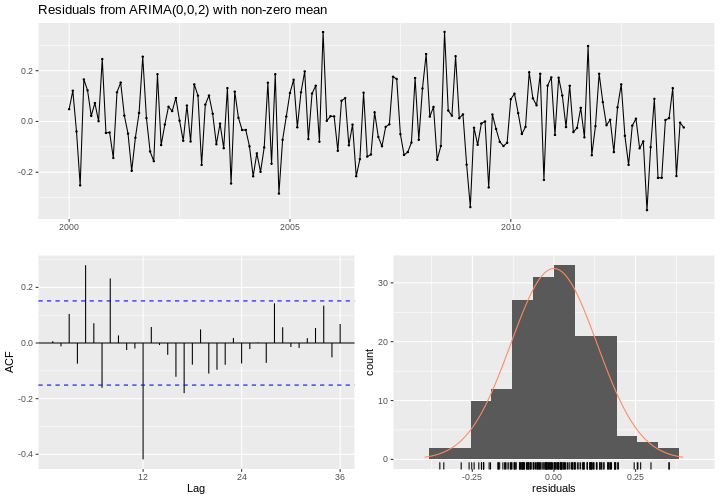 Residuals from ARIMA(0,0,2) with non-zero mean
0.2
0.0
-0.2
2000 2005 2010
ACF
0.2
0.0
-0.2
-0.4
12 24 36
Lag
count
30
20
10
0
-0.25 0.00 0.25
residuals